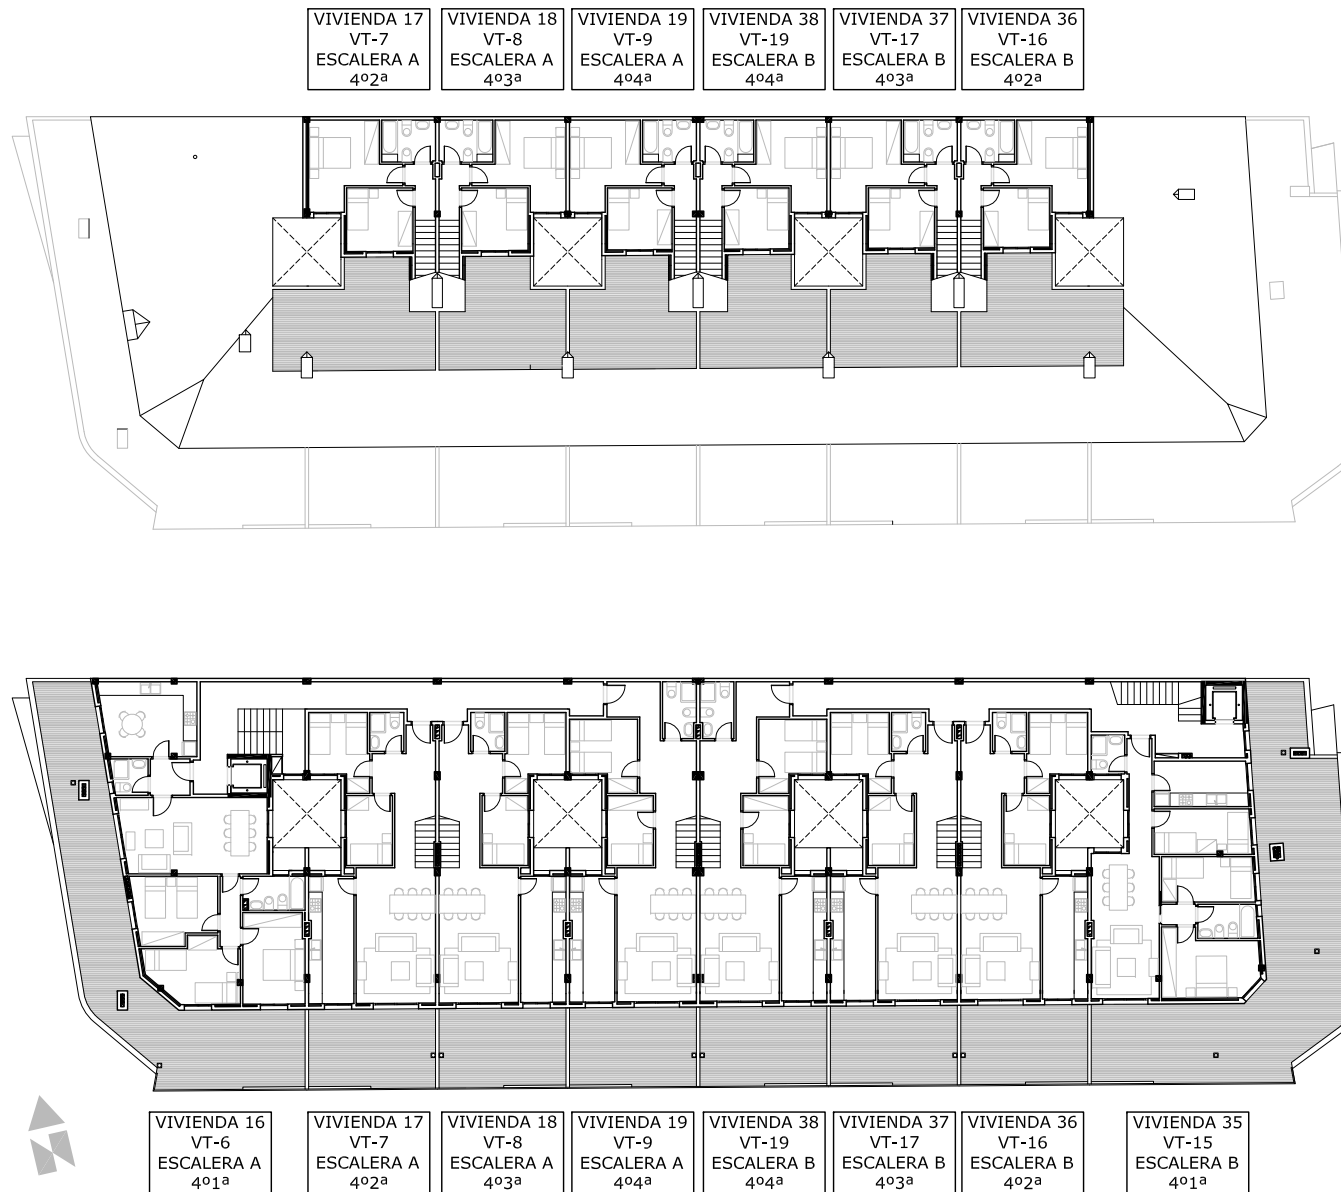 VIVIENDA 17
VT-7
ESCALERA A
4º2ª
VIVIENDA 18
VT-8
ESCALERA A
4º3ª
VIVIENDA 19
VT-9
ESCALERA A
4º4ª
VIVIENDA 38
VT-19
ESCALERA B
4º4ª
VIVIENDA 37
VT-17
ESCALERA B
4º3ª
VIVIENDA 36
VT-16
ESCALERA B
4º2ª
VIVIENDA 16
VT-6
ESCALERA A
4º1ª
VIVIENDA 17
VT-7
ESCALERA A
4º2ª
VIVIENDA 18
VT-8
ESCALERA A
4º3ª
VIVIENDA 19
VT-9
ESCALERA A
4º4ª
VIVIENDA 38
VT-19
ESCALERA B
4º4ª
VIVIENDA 37
VT-17
ESCALERA B
4º3ª
VIVIENDA 36
VT-16
ESCALERA B
4º2ª
VIVIENDA 35
VT-15
ESCALERA B
4º1ª